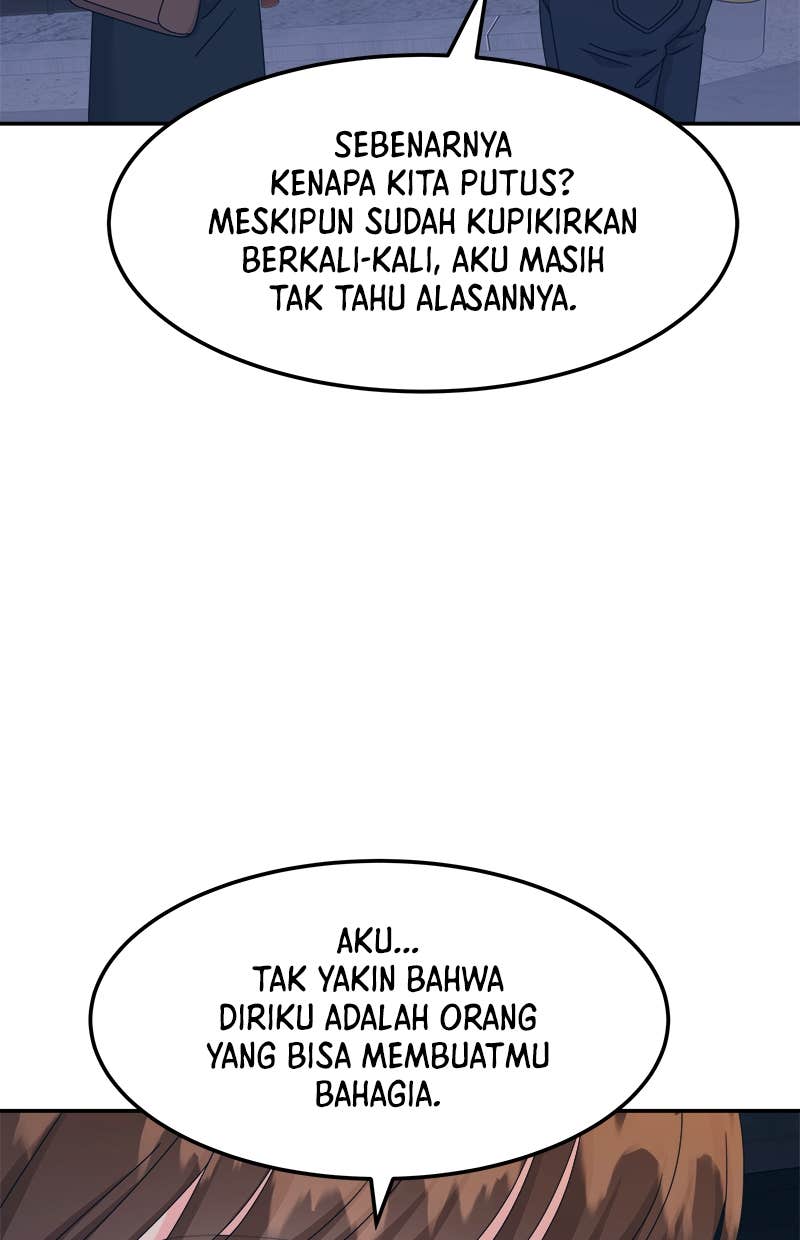 SEBENARNYA
KENAPA KITA PUTUS?
MESKIPUN SUDAH KUPIKIRKAN
BERKALI-KALI, AKU MASIH
TAK TAHU ALASANNYA.
AKU...
TAK YAKIN BAHWA
DIRIKU ADALAH ORANG
YANG BISA MEMBUATMU
BAHAGIA.